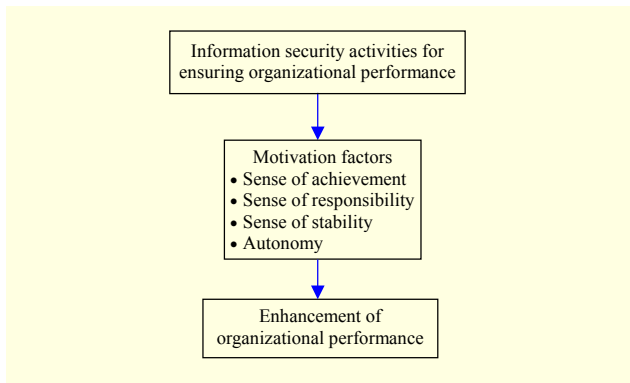 Information security activities for
ensuring organizational performance
Motivation factors
• Sense of achievement
• Sense of responsibility
• Sense of stability
• Autonomy
Enhancement of
organizational performance